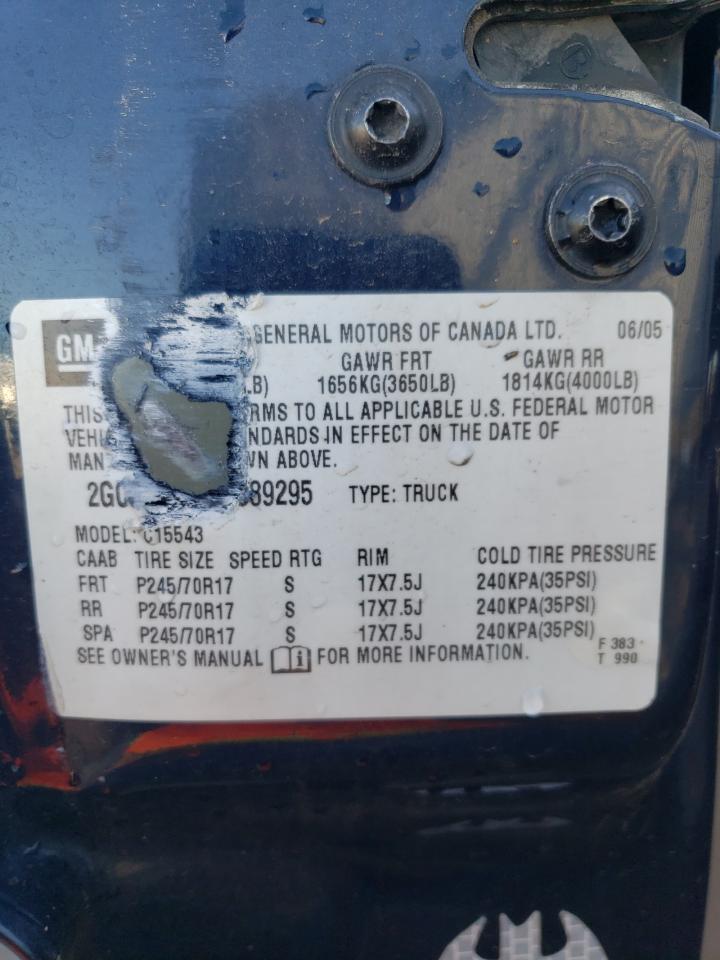 GM GENERAL MOTORS OF CANADA LTD. 06/05
GAWR FRT GAWR RR
LB) 1656KG(3650LB) 1814KG(4000LB)
THIS RMS TO ALL APPLICABLE U.S. FEDERAL MOTOR
VEHI NDARDS IN EFFECT ON THE DATE OF
MAN WN ABOVE.
2GC 89295 TYPE: TRUCK
MODEL: C15543
CAAB TIRE SIZE SPEED RTG RIM COLD TIRE PRESSURE
FRT P245/70R17 S 17X7.5J 240KPA(35PSI)
RR P245/70R17 S 17X7.5J 240KPA(35PSI)
SPA P245/70R17 S 17X7.5J 240KPA(35PSI)
F 383
SEE OWNER'S MANUAL FOR MORE INFORMATION.
T 990